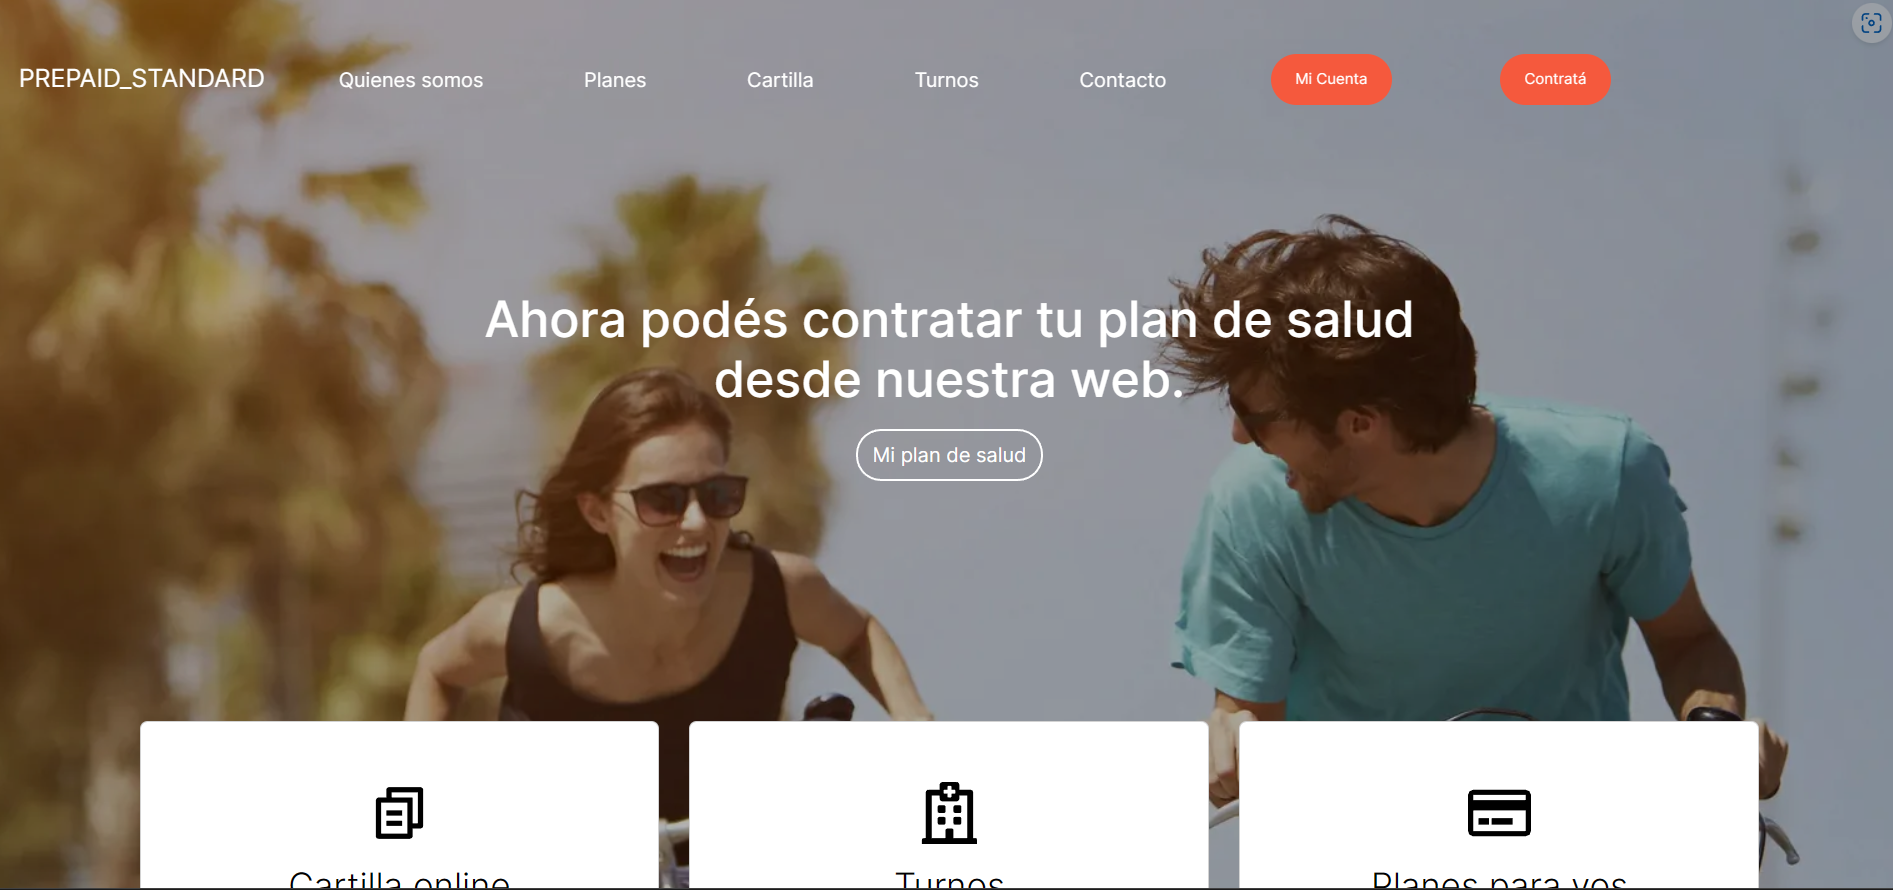 PREPAID_STANDARD
Quienes somos
Planes
Cartilla
Turnos
Contacto
Mi Cuenta
Contratá
Ahora podés contratar tu plan de salud
desde nuestra web.
Mi plan de salud
Cartilla online
Turnos
Planes para vos